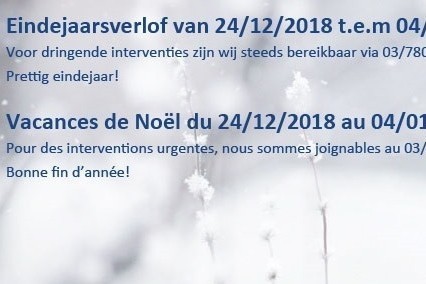 Eindejaarsverlof van 24/12/2018 t.e.m 04/
Voor dringende interventies zijn wij steeds bereikbaar via 03/780
Prettig eindejaar!
Vacances de Noël du 24/12/2018 au 04/01
Pour des interventions urgentes, nous sommes joignables au 03/
Bonne fin d’année!